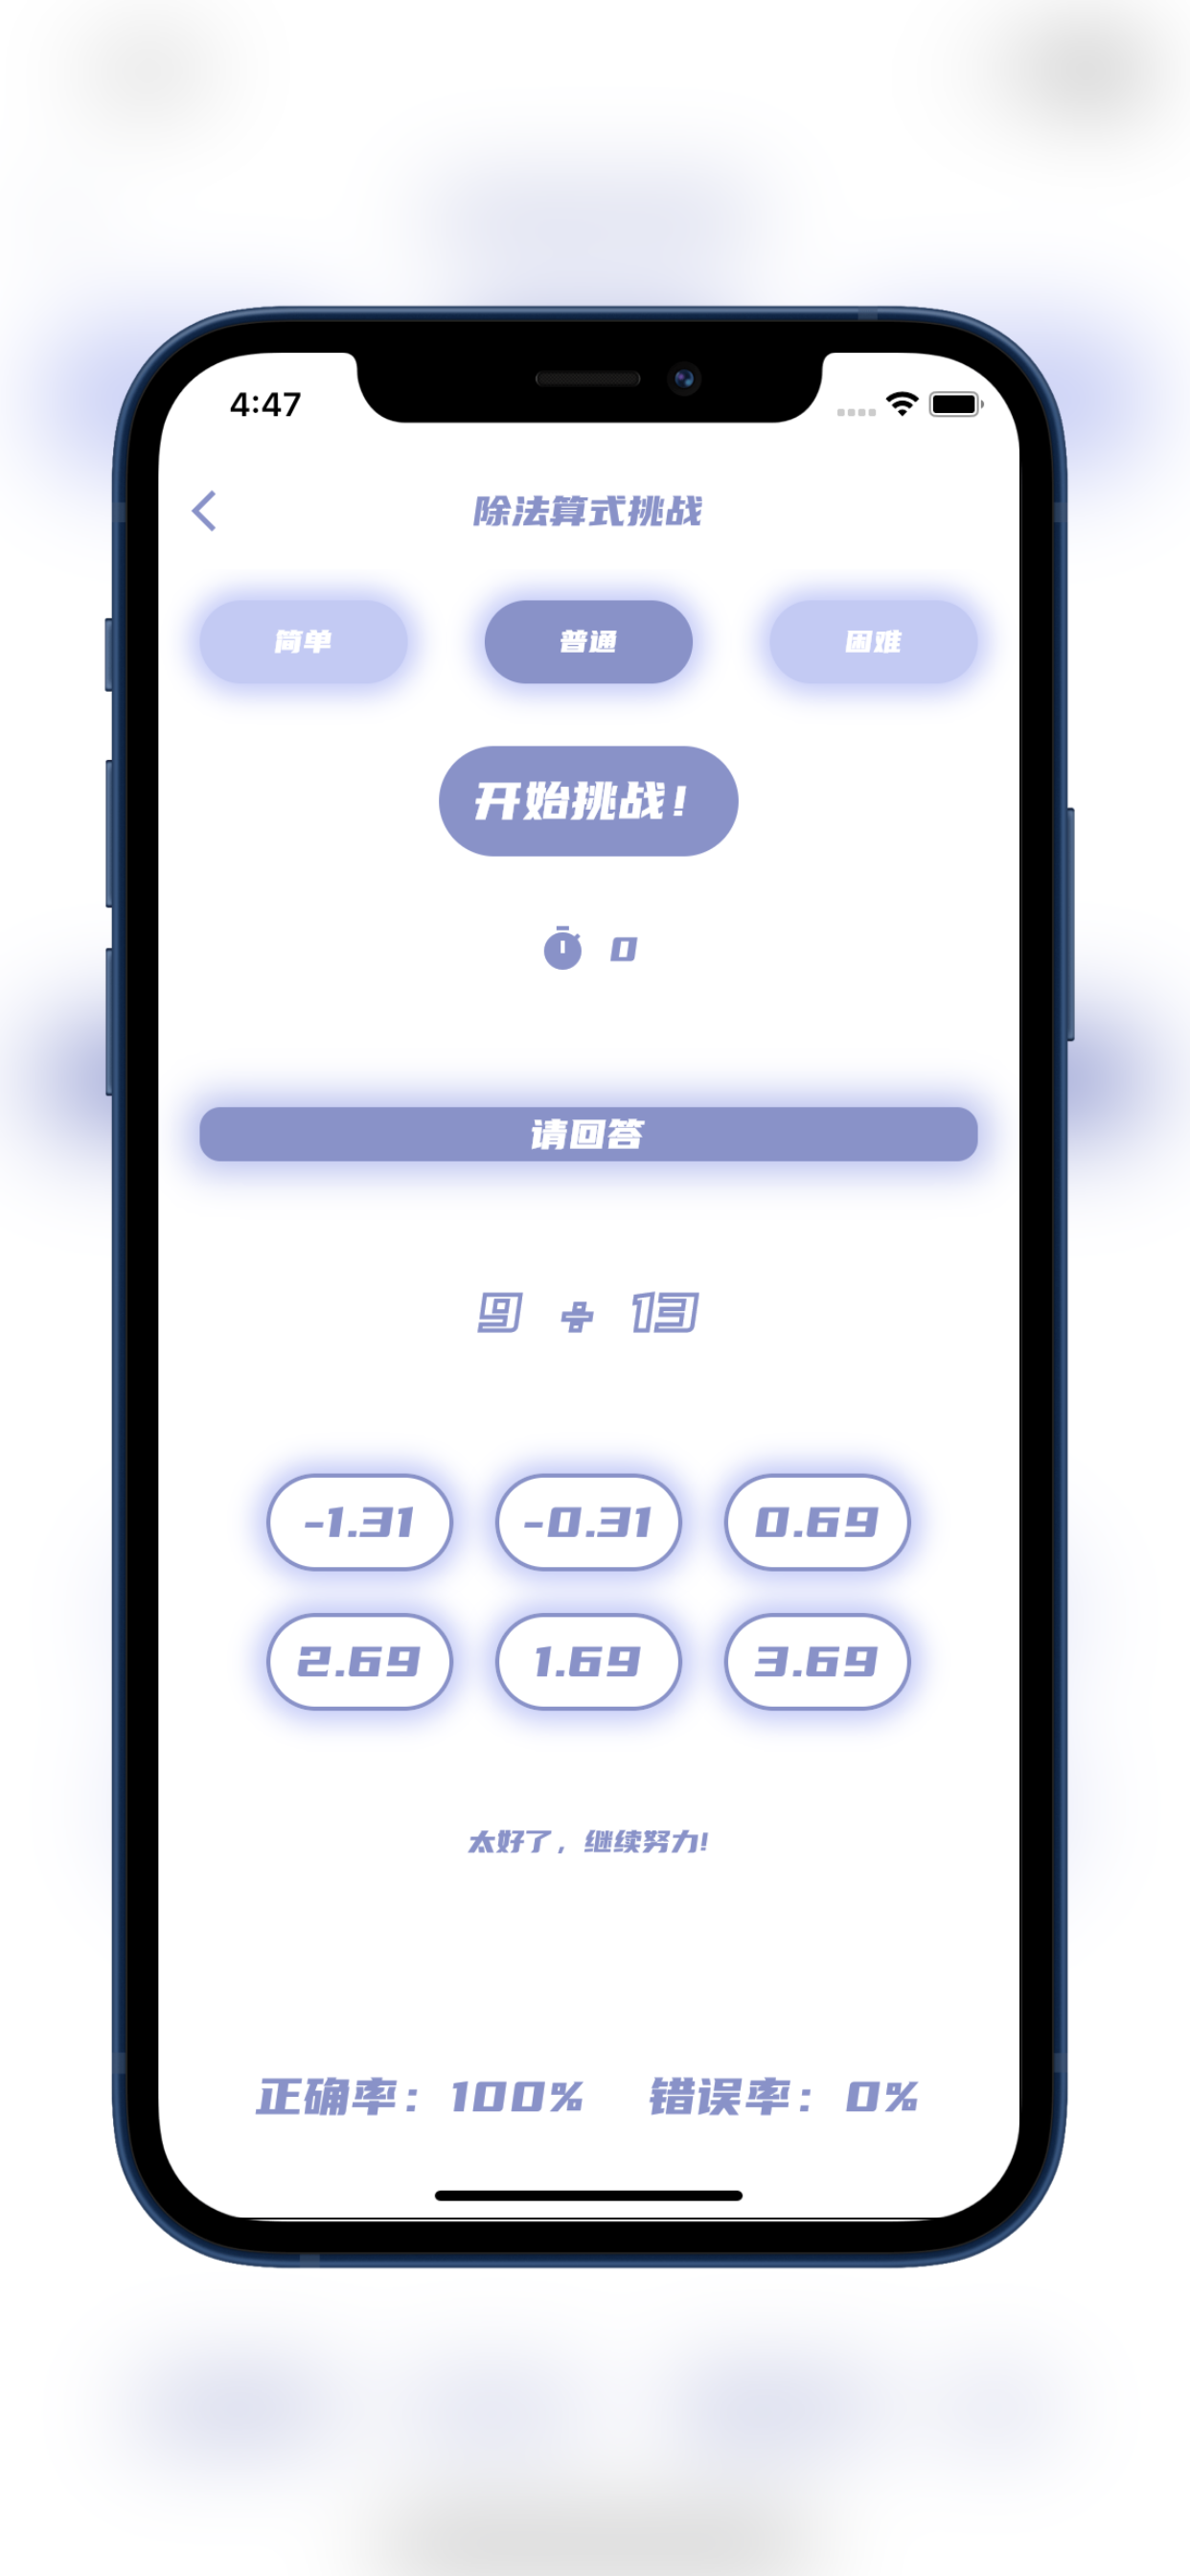 4:47
除法算式挑战
简单 普通 困难
开始挑战!
0
请回答
9 ÷ 13
-1.31 -0.31 0.69
2.69 1.69 3.69
太好了，继续努力!
正确率：100% 错误率：0%